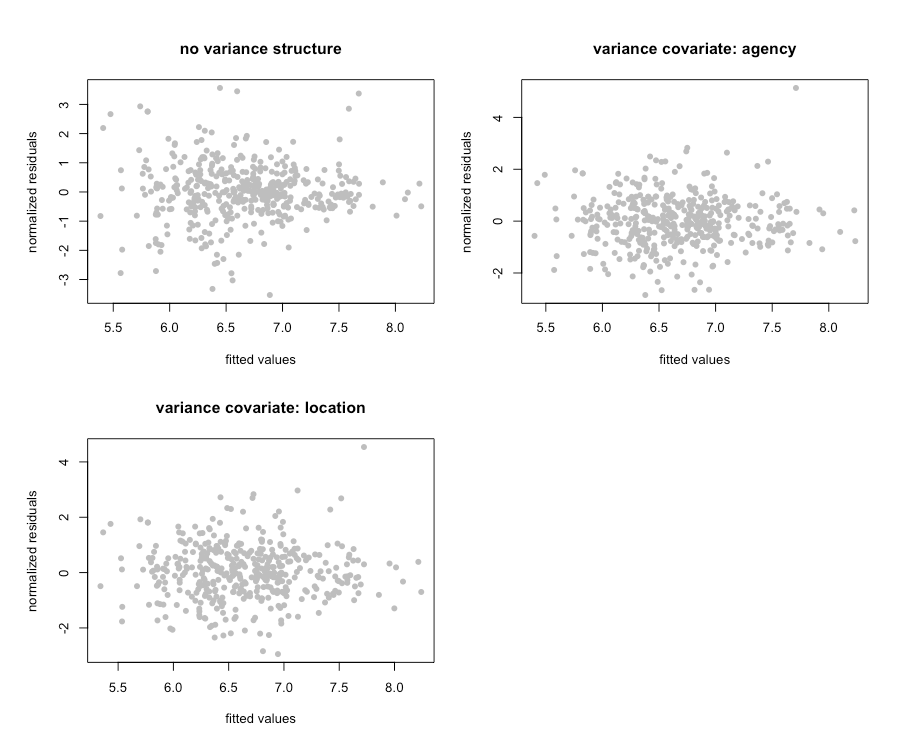 no variance structure
normalized residuals
3
2
1
0
-1
-2
-3
5.5 6.0 6.5 7.0 7.5 8.0
fitted values
variance covariate: agency
normalized residuals
4
2
0
-2
5.5 6.0 6.5 7.0 7.5 8.0
fitted values
variance covariate: location
normalized residuals
4
2
0
-2
5.5 6.0 6.5 7.0 7.5 8.0
fitted values